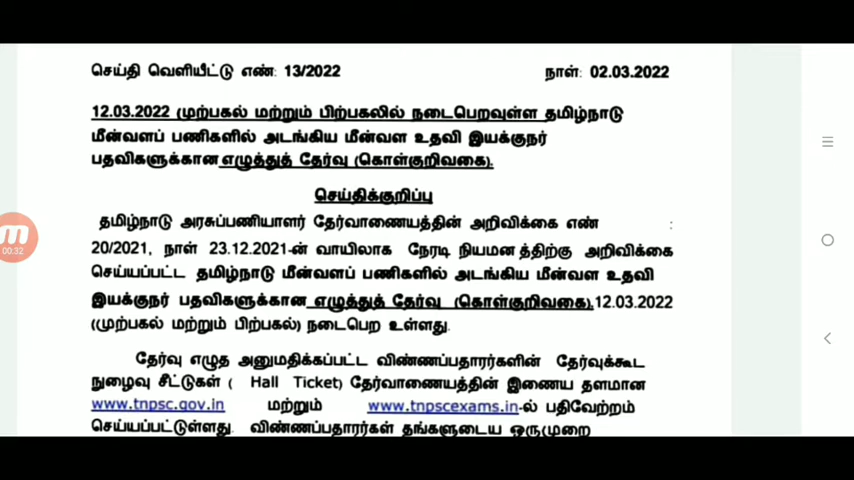 செய்தி வெளியீட்டு எண்: 13/2022 நாள்: 02.03.2022
12.03.2022 முற்பகல் மற்றும் பிற்பகலில் நடைபெறவுள்ள தமிழ்நாடு
மீன்வளப் பணிகளில் அடங்கிய மீன்வள உதவி இயக்குநர்
பதவிகளுக்கான எழுத்துத் தேர்வு (கொள்குறிவகை).
செய்திக்குறிப்பு
தமிழ்நாடு அரசுப்பணியாளர் தேர்வாணையத்தின் அறிவிக்கை எண் :
20/2021, நாள் 23.12.2021-ன் வாயிலாக நேரடி நியமனத்திற்கு அறிவிக்கை
செய்யப்பட்ட தமிழ்நாடு மீன்வளப் பணிகளில் அடங்கிய மீன்வள உதவி
இயக்குநர் பதவிகளுக்கான எழுத்துத் தேர்வு (கொள்குறிவகை).12.03.2022
(முற்பகல் மற்றும் பிற்பகல்) நடைபெற உள்ளது.
தேர்வு எழுத அனுமதிக்கப்பட்ட விண்ணப்பதாரர்களின் தேர்வுக்கூட
நுழைவு சீட்டுகள் ( Hall Ticket) தேர்வாணையத்தின் இணைய தளமான
www.tnpsc.gov.in மற்றும் www.tnpscexams.in-ல் பதிவேற்றம்
செய்யப்பட்டுள்ளது. விண்ணப்பதாரர்கள் தங்களுடைய ஒருமுறை
00:32